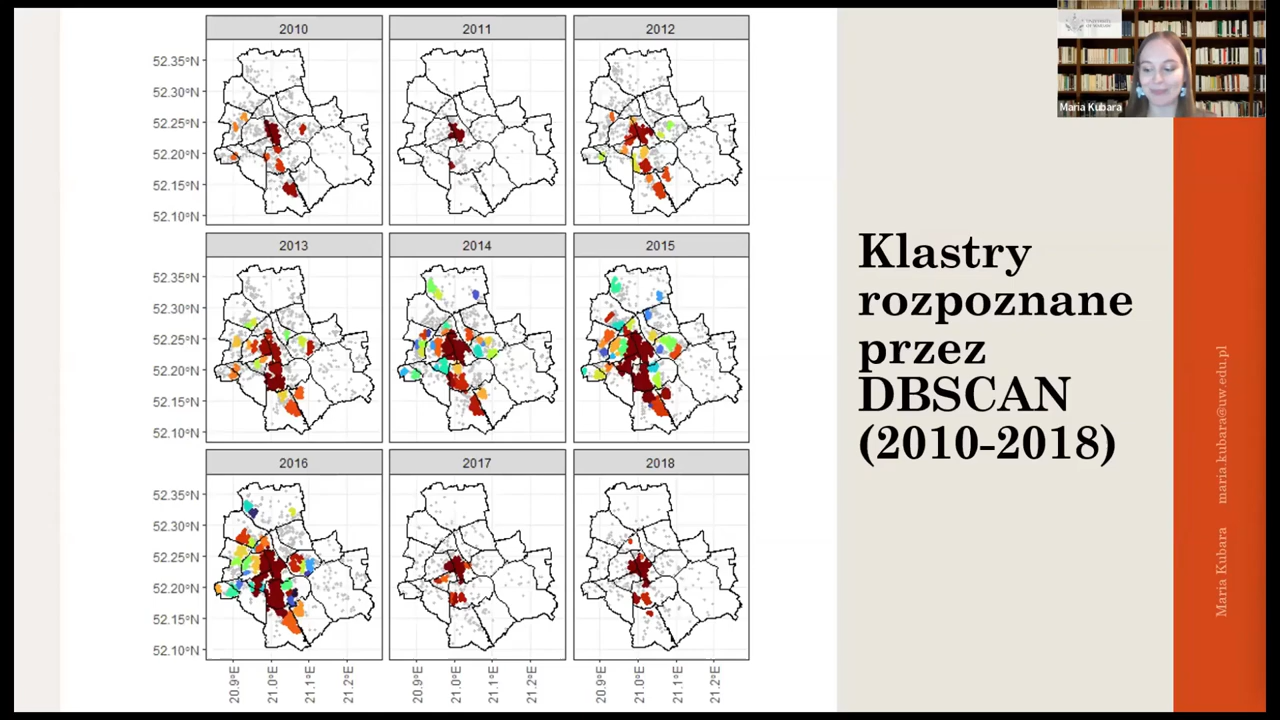 2010
2011
2012
52.35°N
52.30°N
52.25°N
52.20°N
52.15°N
52.10°N
2013
2014
2015
52.35°N
52.30°N
52.25°N
52.20°N
52.15°N
52.10°N
2016
2017
2018
52.35°N
52.30°N
52.25°N
52.20°N
52.15°N
52.10°N
20.9°E
21.0°E
21.1°E
21.2°E
20.9°E
21.0°E
21.1°E
21.2°E
20.9°E
21.0°E
21.1°E
21.2°E
Klastry
rozpoznane
przez
DBSCAN
(2010-2018)
Maria Kubara maria.kubara@uw.edu.pl
Maria Kubara